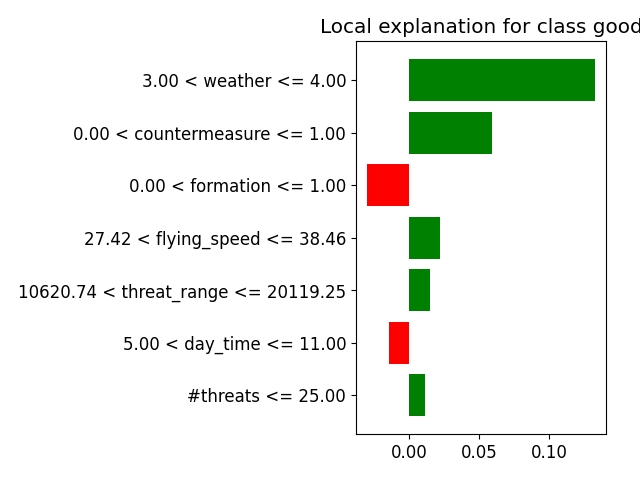 Local explanation for class good
3.00 < weather <= 4.00
0.00 < countermeasure <= 1.00
0.00 < formation <= 1.00
27.42 < flying_speed <= 38.46
10620.74 < threat_range <= 20119.25
5.00 < day_time <= 11.00
#threats <= 25.00
0.00 0.05 0.10